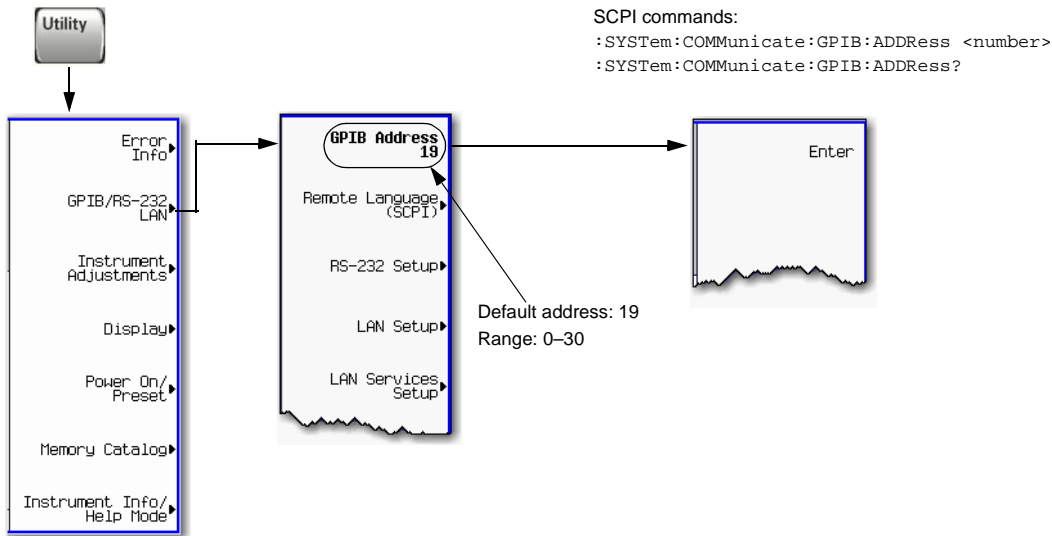 Utility
SCPI commands:
:SYSTem:COMMunicate:GPIB:ADDRess <number>
:SYSTem:COMMunicate:GPIB:ADDRess?
Error
Info
GPIB/RS-232
LAN
Instrument
Adjustments
Display
Power On/
Preset
Memory Catalog
Instrument Info/
Help Mode
GPIB Address
19
Remote Language
(SCPI)
RS-232 Setup
LAN Setup
LAN Services
Setup
Default address: 19
Range: 0–30
Enter